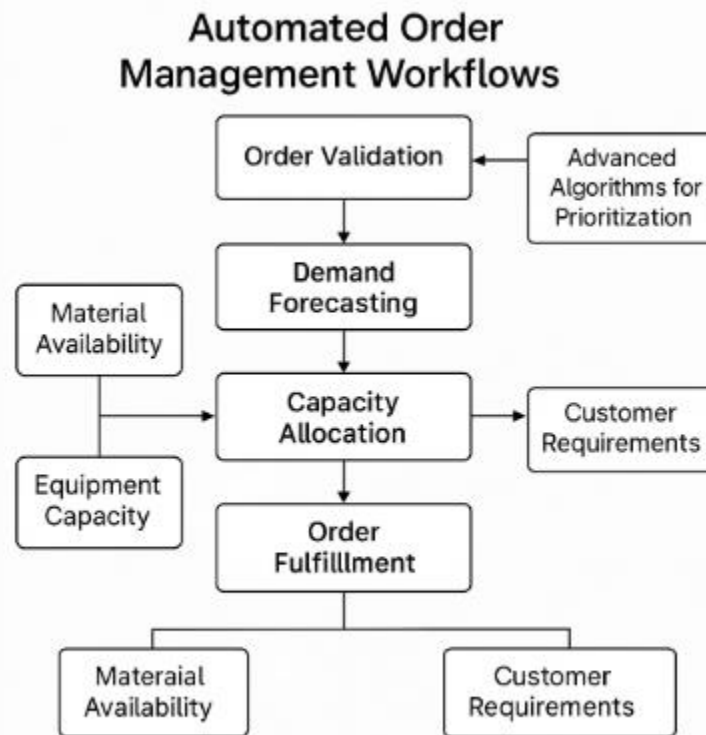 Automated Order
Management Workflows
Order Validation
Advanced
Algorithms for
Prioritization
Demand
Forecasting
Material
Availability
Capacity
Allocation
Customer
Requirements
Equipment
Capacity
Order
Fulfilllment
Materaial
Availability
Customer
Requirements